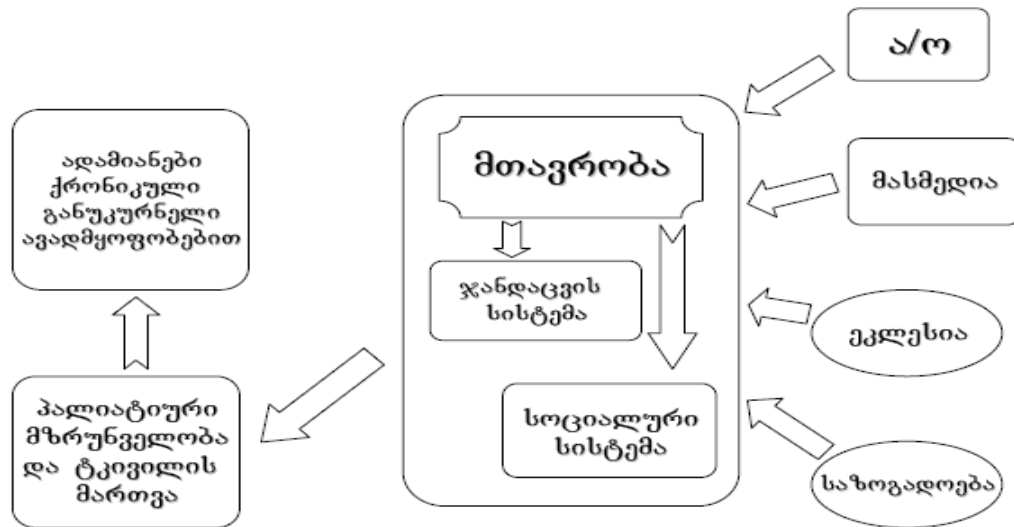 ა/ო
ადამიანები
ქრონიკული
განუკურნელი
ავადმყოფობებით
მთავრობა
მასმედია
ჯანდაცვის
სისტემა
ეკლესია
პალიატიური
მზრუნველობა
და ტკივილის
მართვა
სოციალური
სისტემა
საზოგადოება